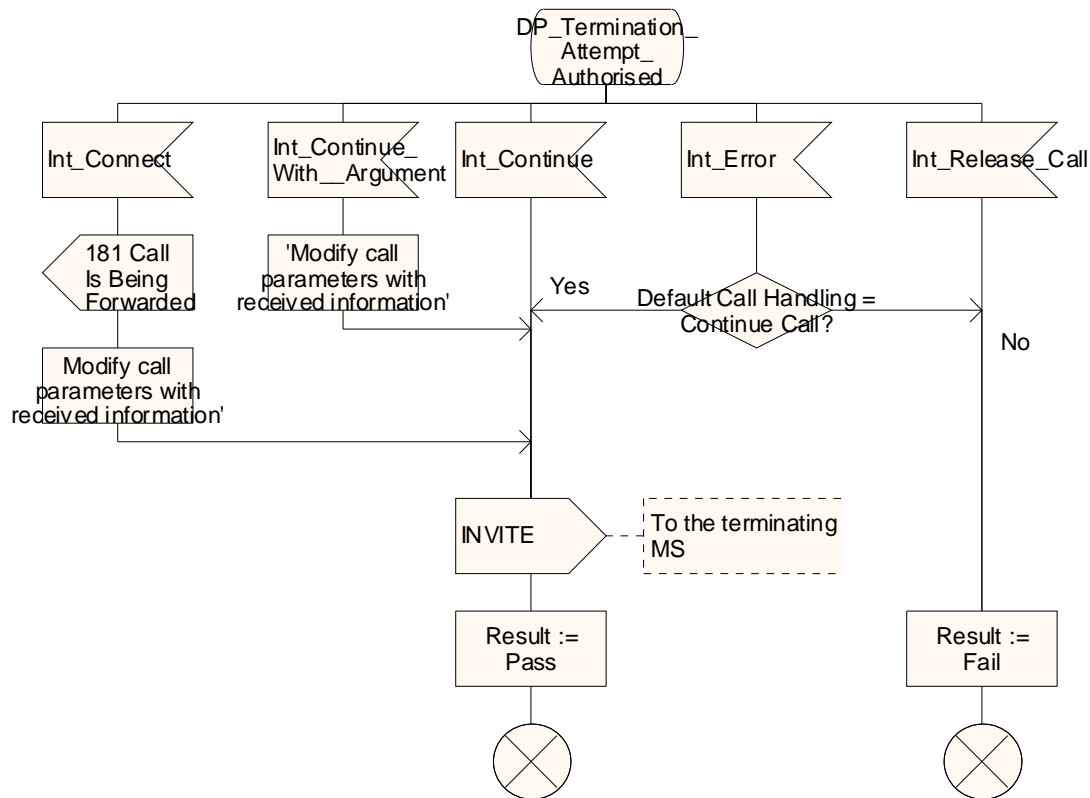 DP_Termination_
Attempt_
Authorised
Int_Connect
Int_Continue_
With__Argument
Int_Continue
Int_Error
Int_Release_Call
181 Call
Is Being
Forwarded
'Modify call
parameters with
received information'
Yes
Default Call Handling =
Continue Call?
No
Modify call
parameters with
received information'
INVITE
To the terminating
MS
Result :=
Pass
Result :=
Fail